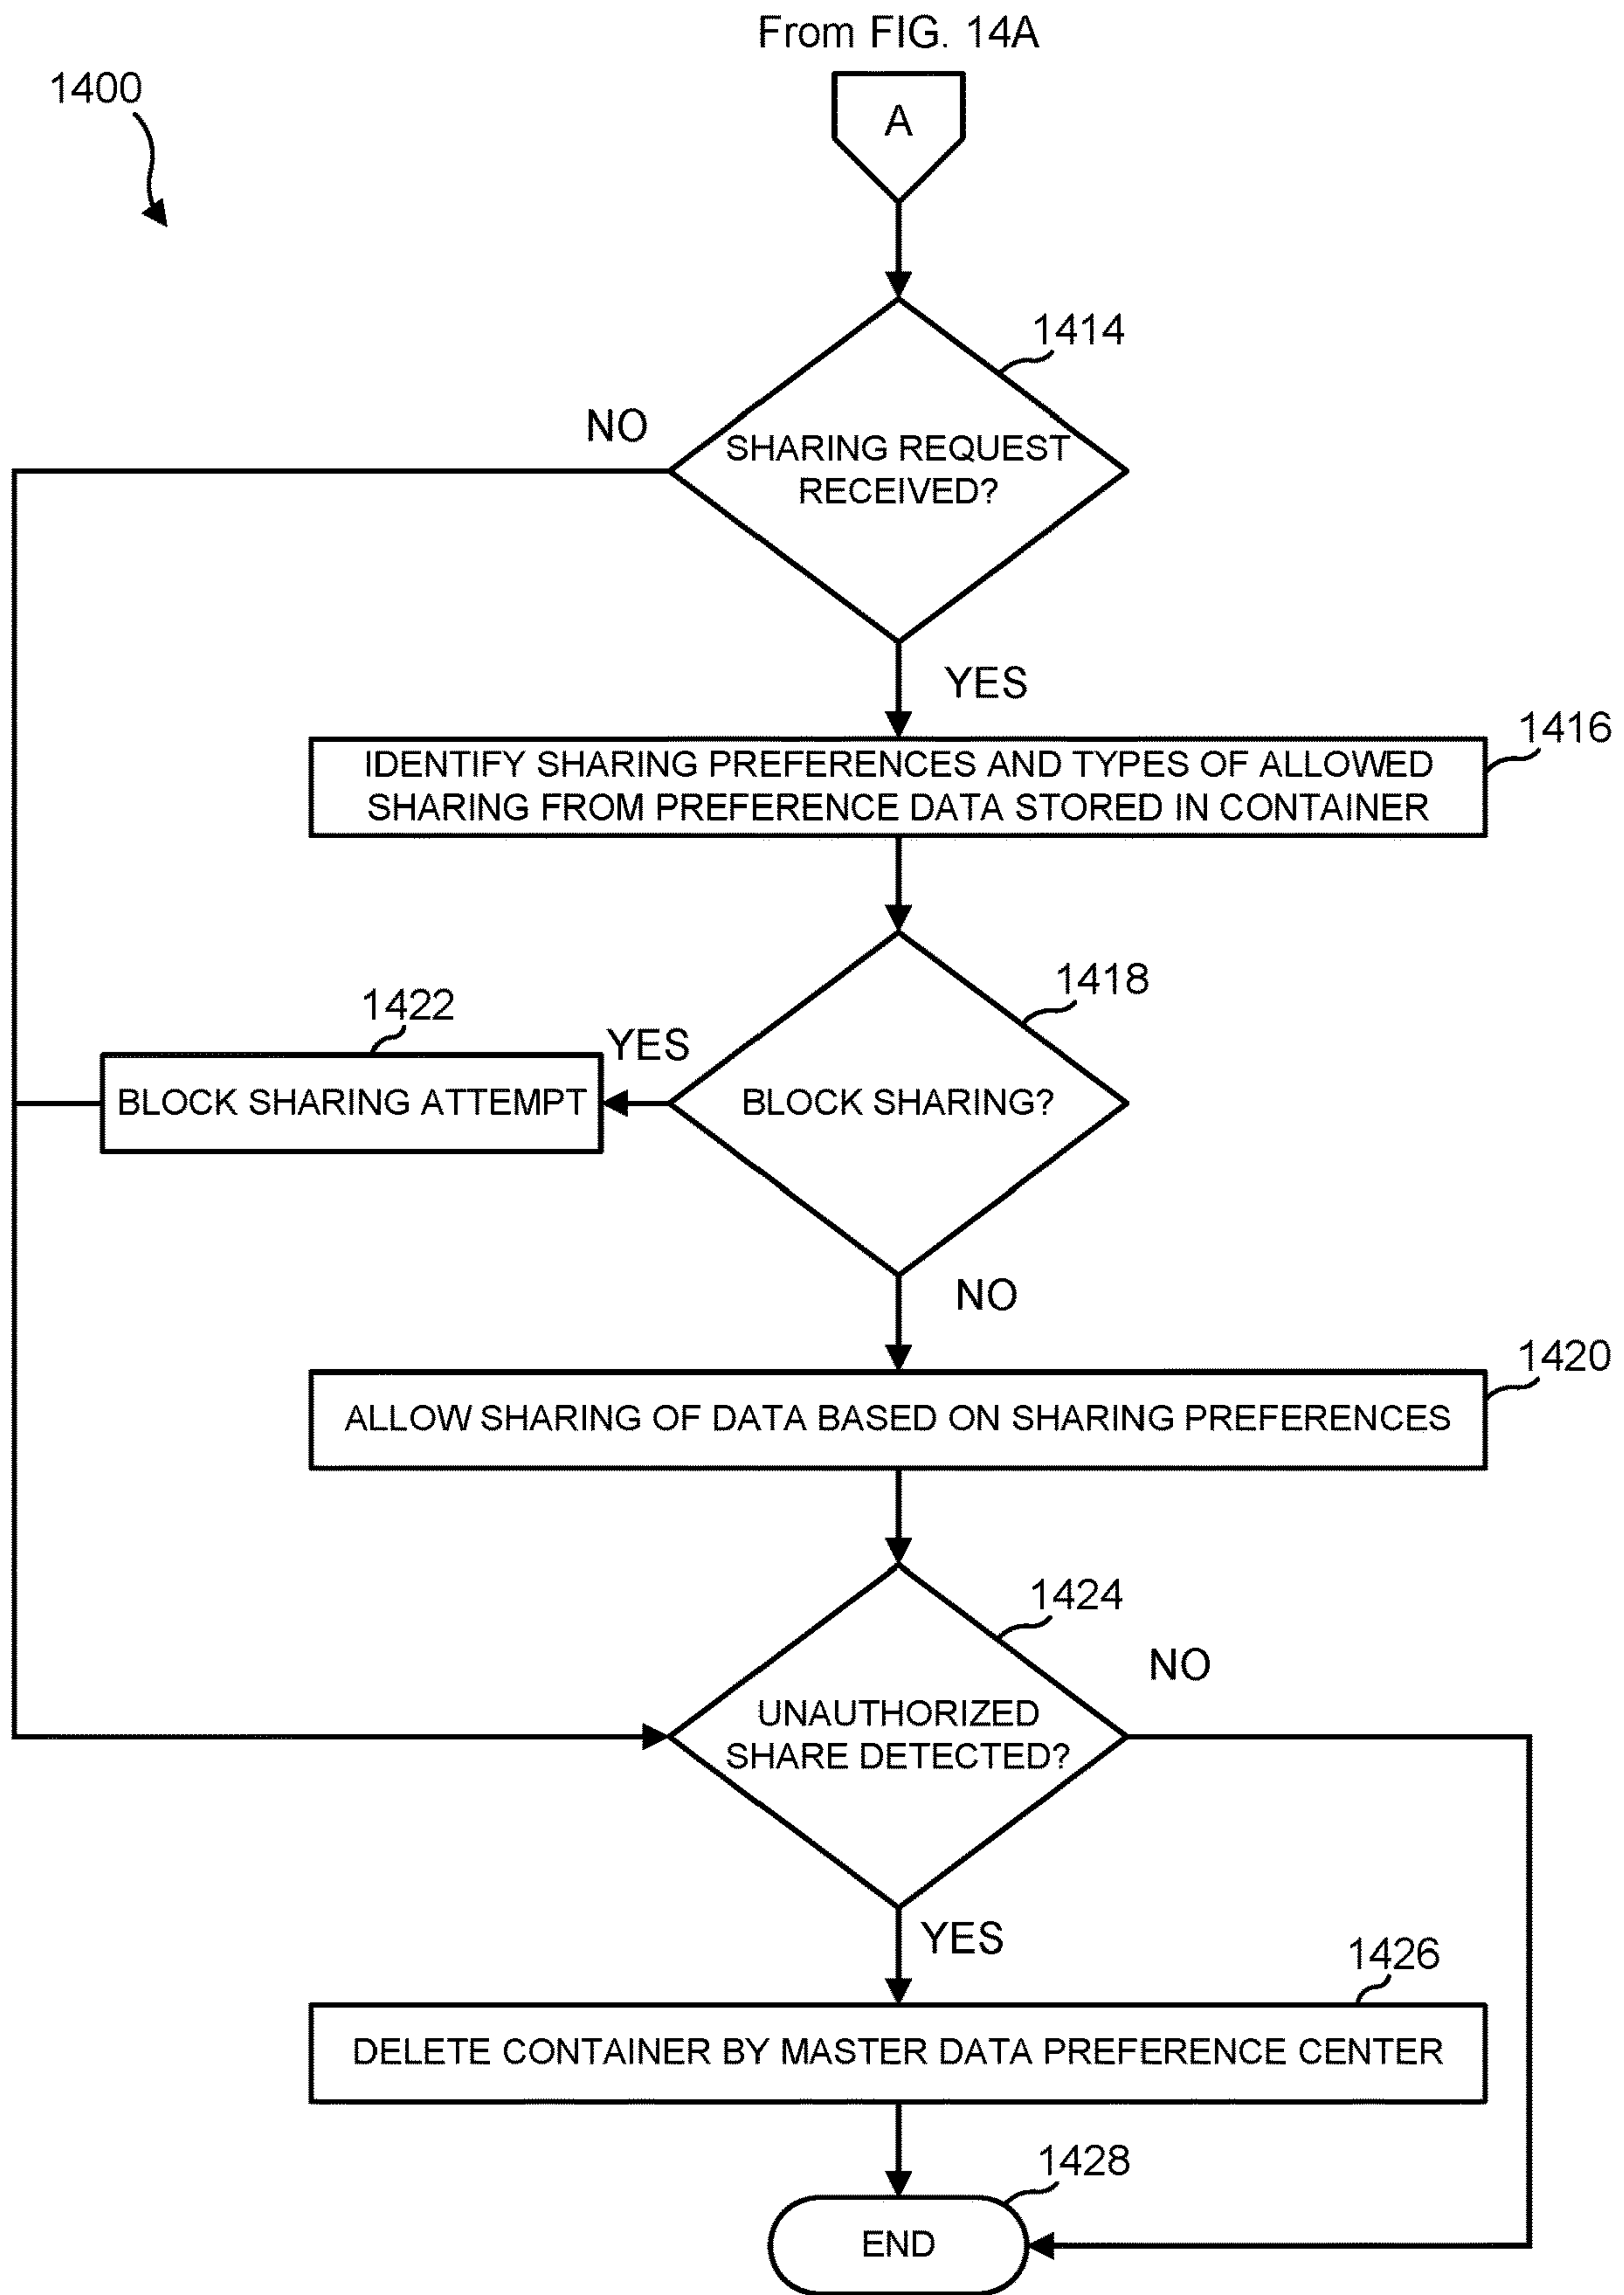 From FIG. 14A
1400
A
1414
NO
SHARING REQUEST
RECEIVED?
YES
1416
IDENTIFY SHARING PREFERENCES AND TYPES OF ALLOWED
SHARING FROM PREFERENCE DATA STORED IN CONTAINER
1418
1422
YES
BLOCK SHARING ATTEMPT
BLOCK SHARING?
NO
1420
ALLOW SHARING OF DATA BASED ON SHARING PREFERENCES
1424
NO
UNAUTHORIZED
SHARE DETECTED?
YES
1426
DELETE CONTAINER BY MASTER DATA PREFERENCE CENTER
1428
END